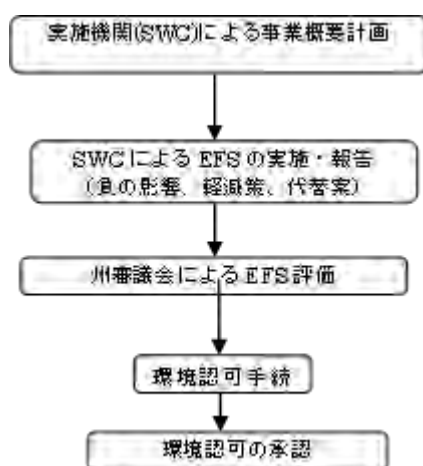 実施機関(SWC)による事業概要計画
SWCによるEFSの実施・報告
(負の影響、軽減策、代替案)
州審議会によるEFS評価
環境認可手続
環境認可の承認